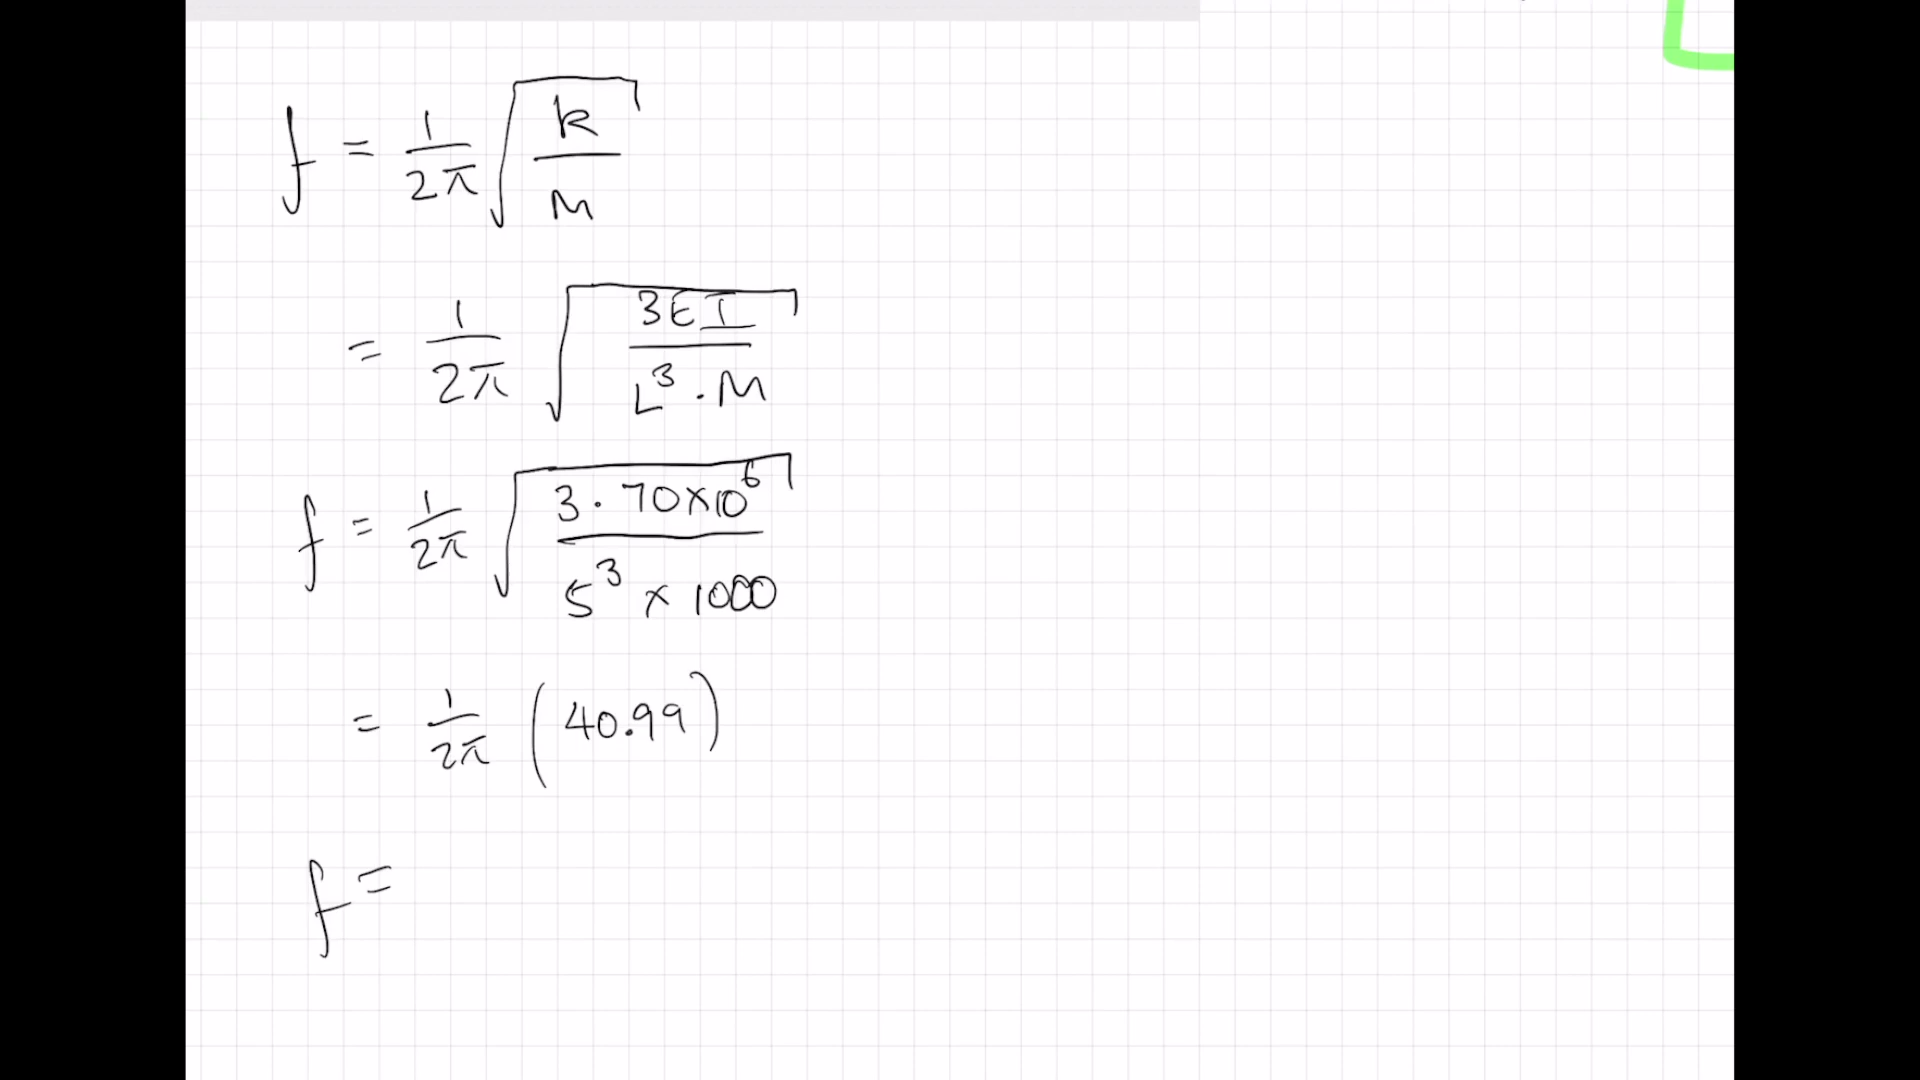 f = 1/2π √(k/M)
= 1/2π √(3EI/L³·M)
f = 1/2π √(3·70×10⁶/5³×1000)
= 1/2π (40.99)
f =